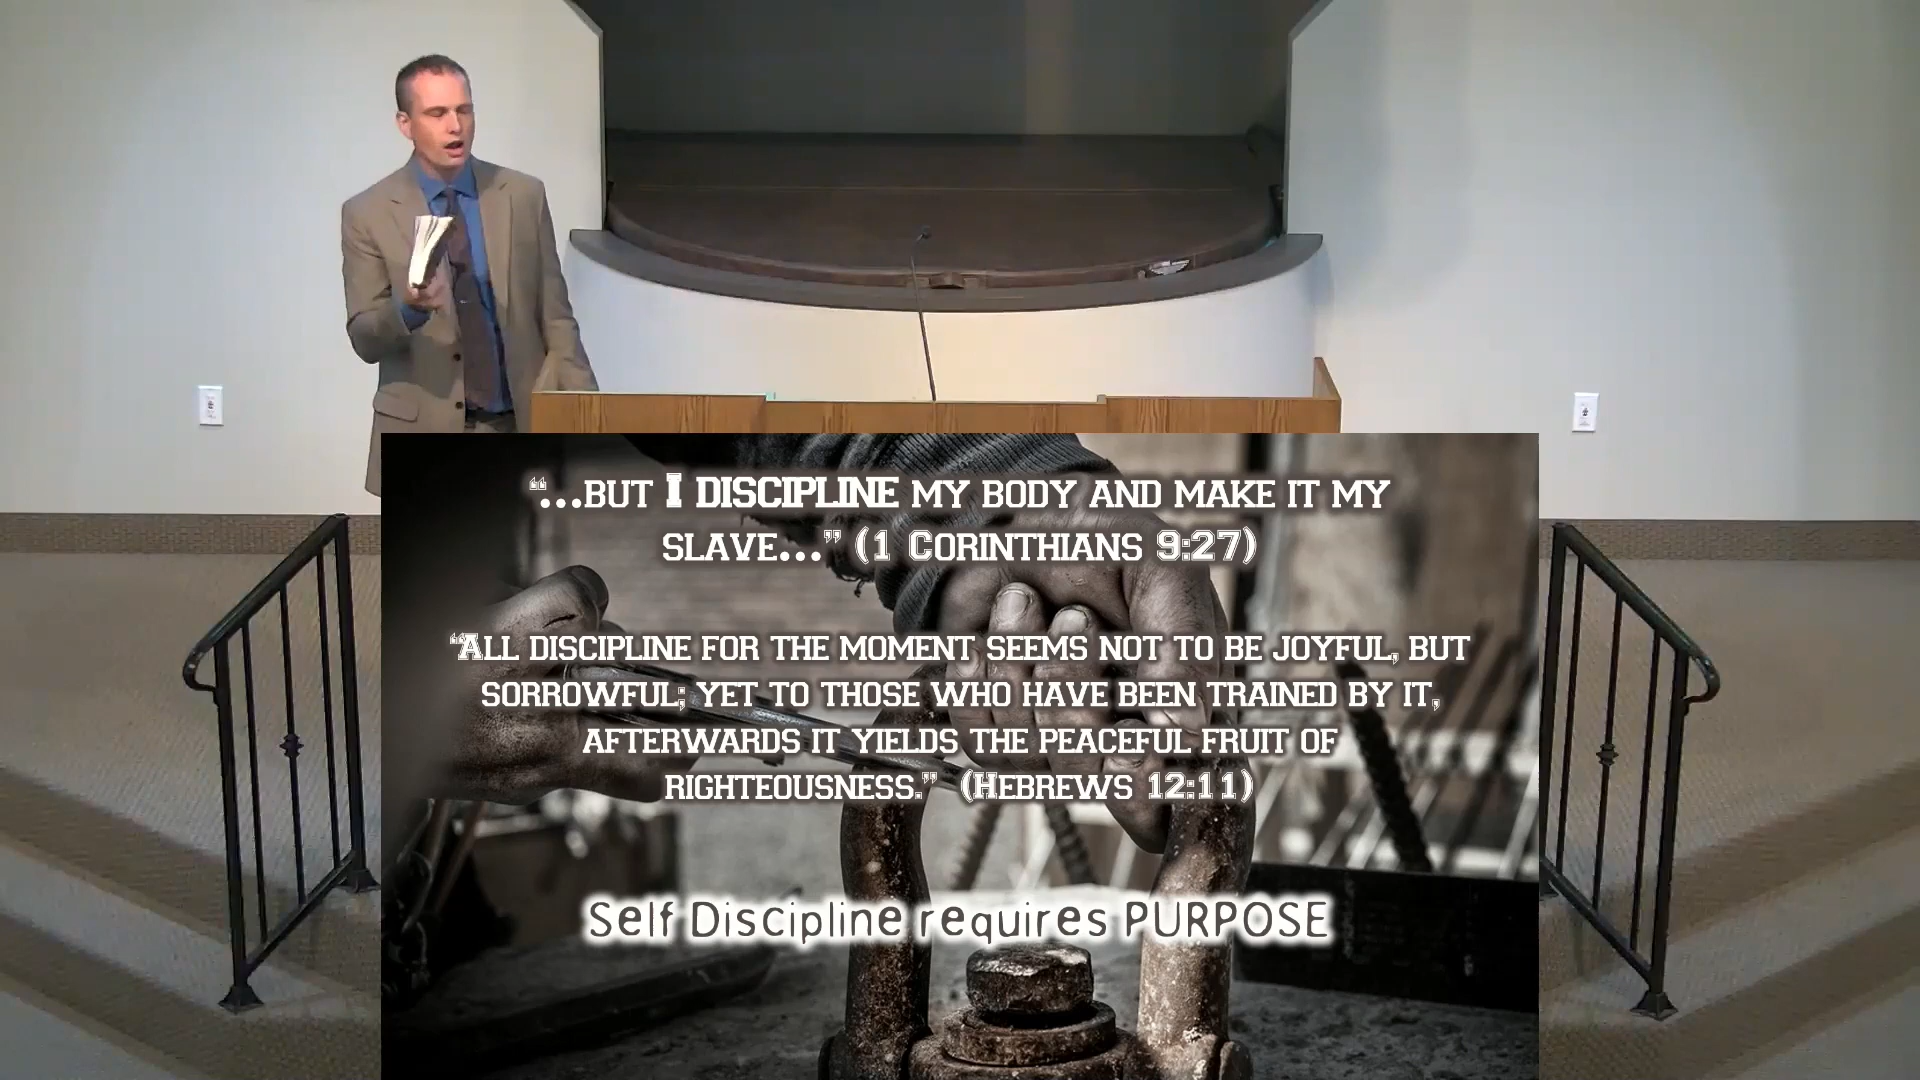 “...but I discipline my body and make it my
slave...” (1 Corinthians 9:27)
“All discipline for the moment seems not to be joyful, but
sorrowful; yet to those who have been trained by it,
afterwards it yields the peaceful fruit of
righteousness.” (Hebrews 12:11)
Self Discipline requires PURPOSE